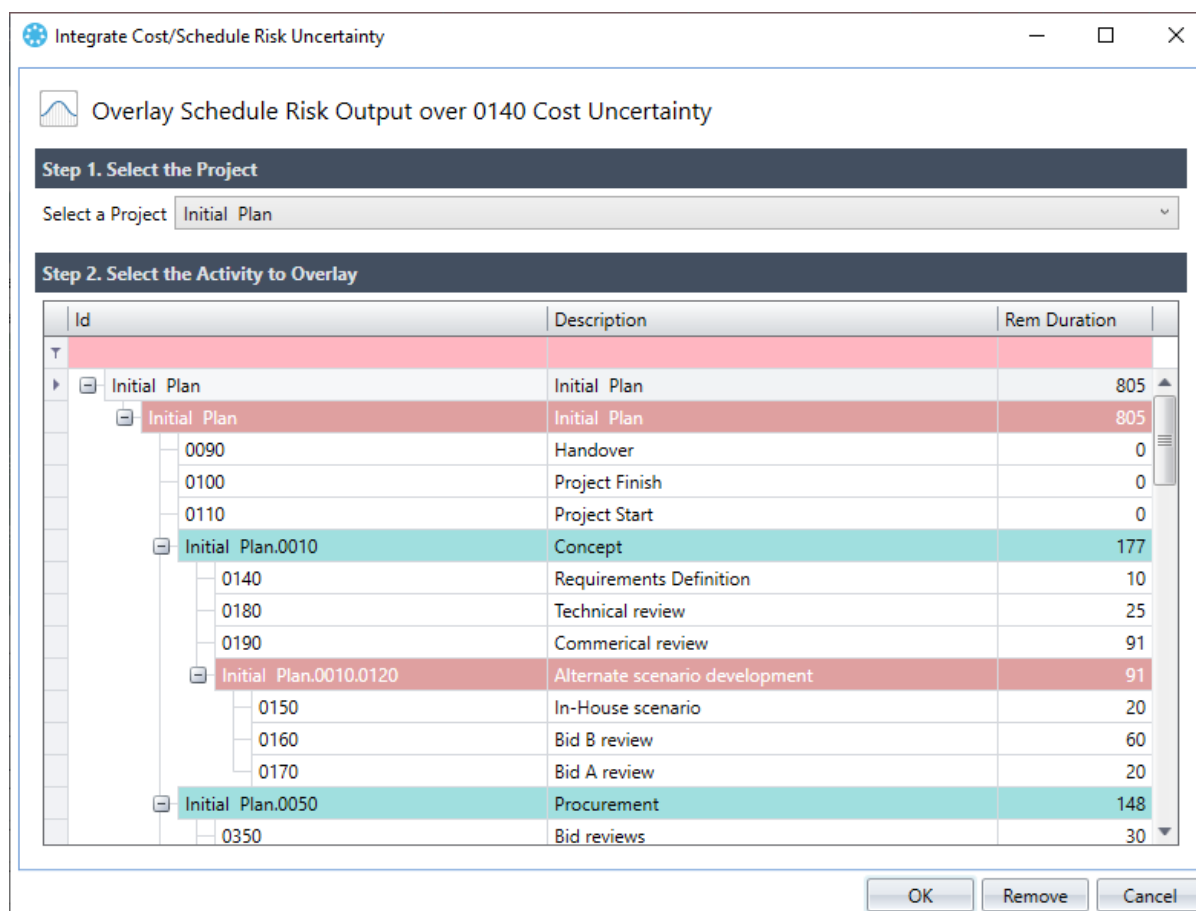 Integrate Cost/Schedule Risk Uncertainty
Overlay Schedule Risk Output over 0140 Cost Uncertainty
Step 1. Select the Project
Select a Project Initial Plan
Step 2. Select the Activity to Overlay
Id Description Rem Duration
Initial Plan Initial Plan 805
Initial Plan Initial Plan 805
0090 Handover 0
0100 Project Finish 0
0110 Project Start 0
Initial Plan.0010 Concept 177
0140 Requirements Definition 10
0180 Technical review 25
0190 Commerical review 91
Initial Plan.0010.0120 Alternate scenario development 91
0150 In-House scenario 20
0160 Bid B review 60
0170 Bid A review 20
Initial Plan.0050 Procurement 148
0350 Bid reviews 30
OK Remove Cancel